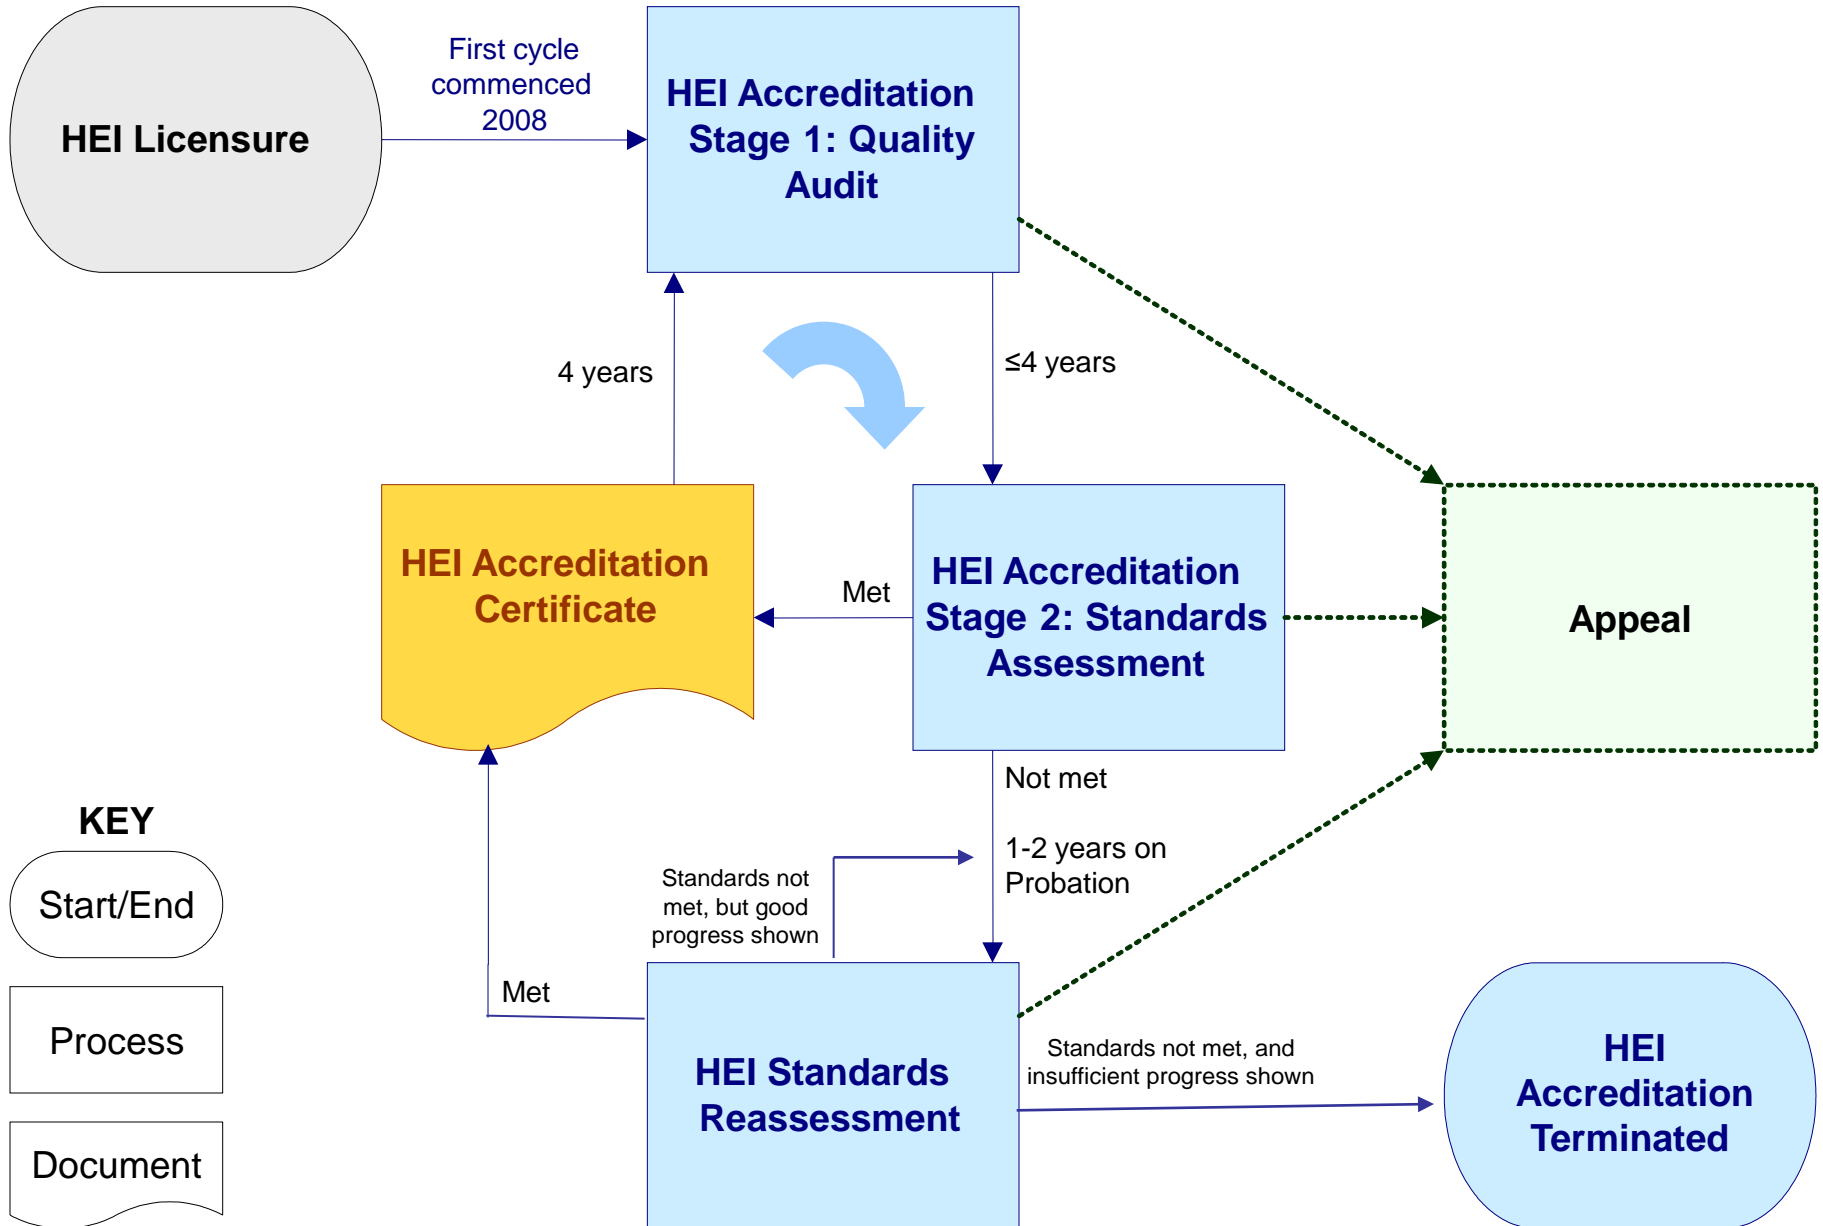 HEI Licensure
First cycle
commenced
2008
HEI Accreditation
Stage 1: Quality
Audit
4 years
≤4 years
HEI Accreditation
Certificate
Met
HEI Accreditation
Stage 2: Standards
Assessment
Appeal
Not met
1-2 years on
Probation
Standards not
met, but good
progress shown
Met
HEI Standards
Reassessment
Standards not met, and
insufficient progress shown
HEI
Accreditation
Terminated
KEY
Start/End
Process
Document